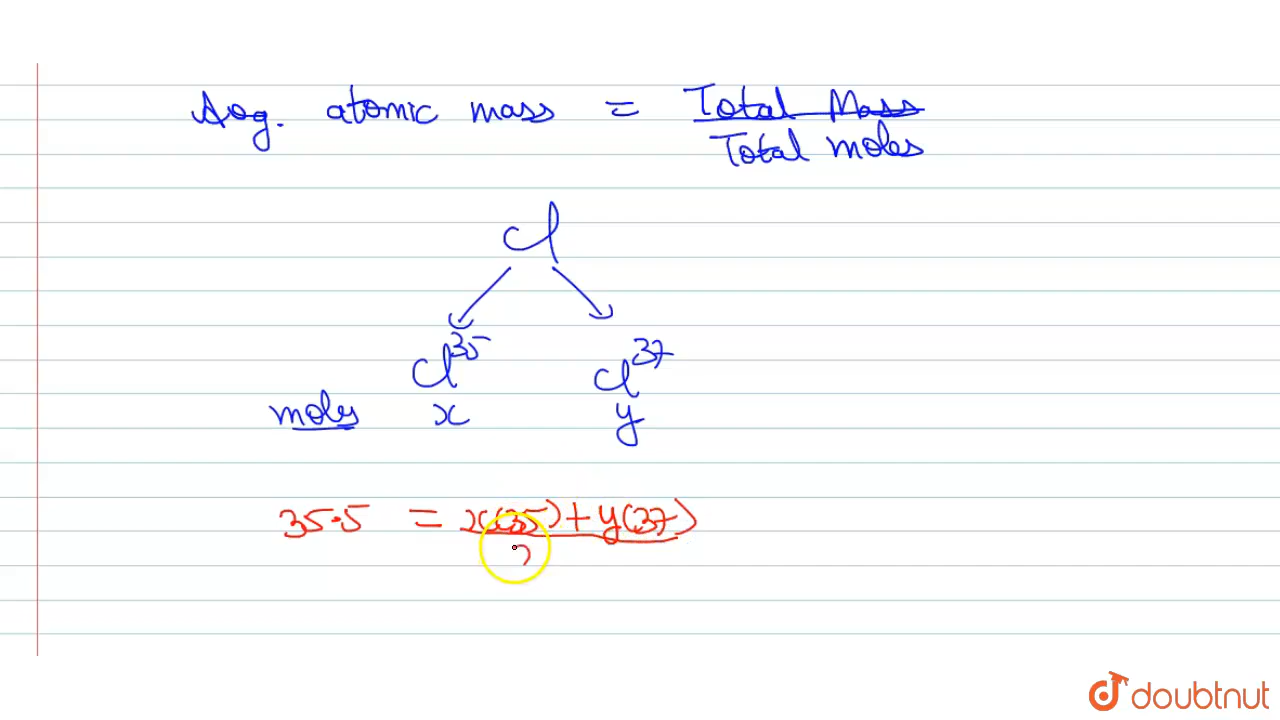 Avg. atomic mass = Total Mass
Total moles
Cl
Cl³⁵ Cl³⁷
moles x y
35.5 = x(35) + y(37)
doubtnut